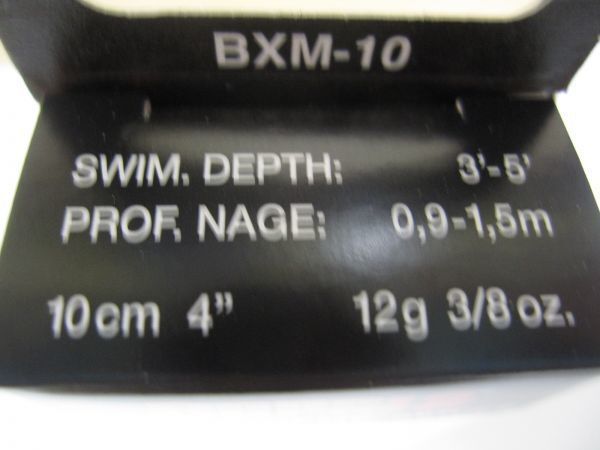 BXM-10
SWIM. DEPTH: 3'-5'
PROF. NAGE: 0,9-1,5m
10cm 4" 12g 3/8 oz.